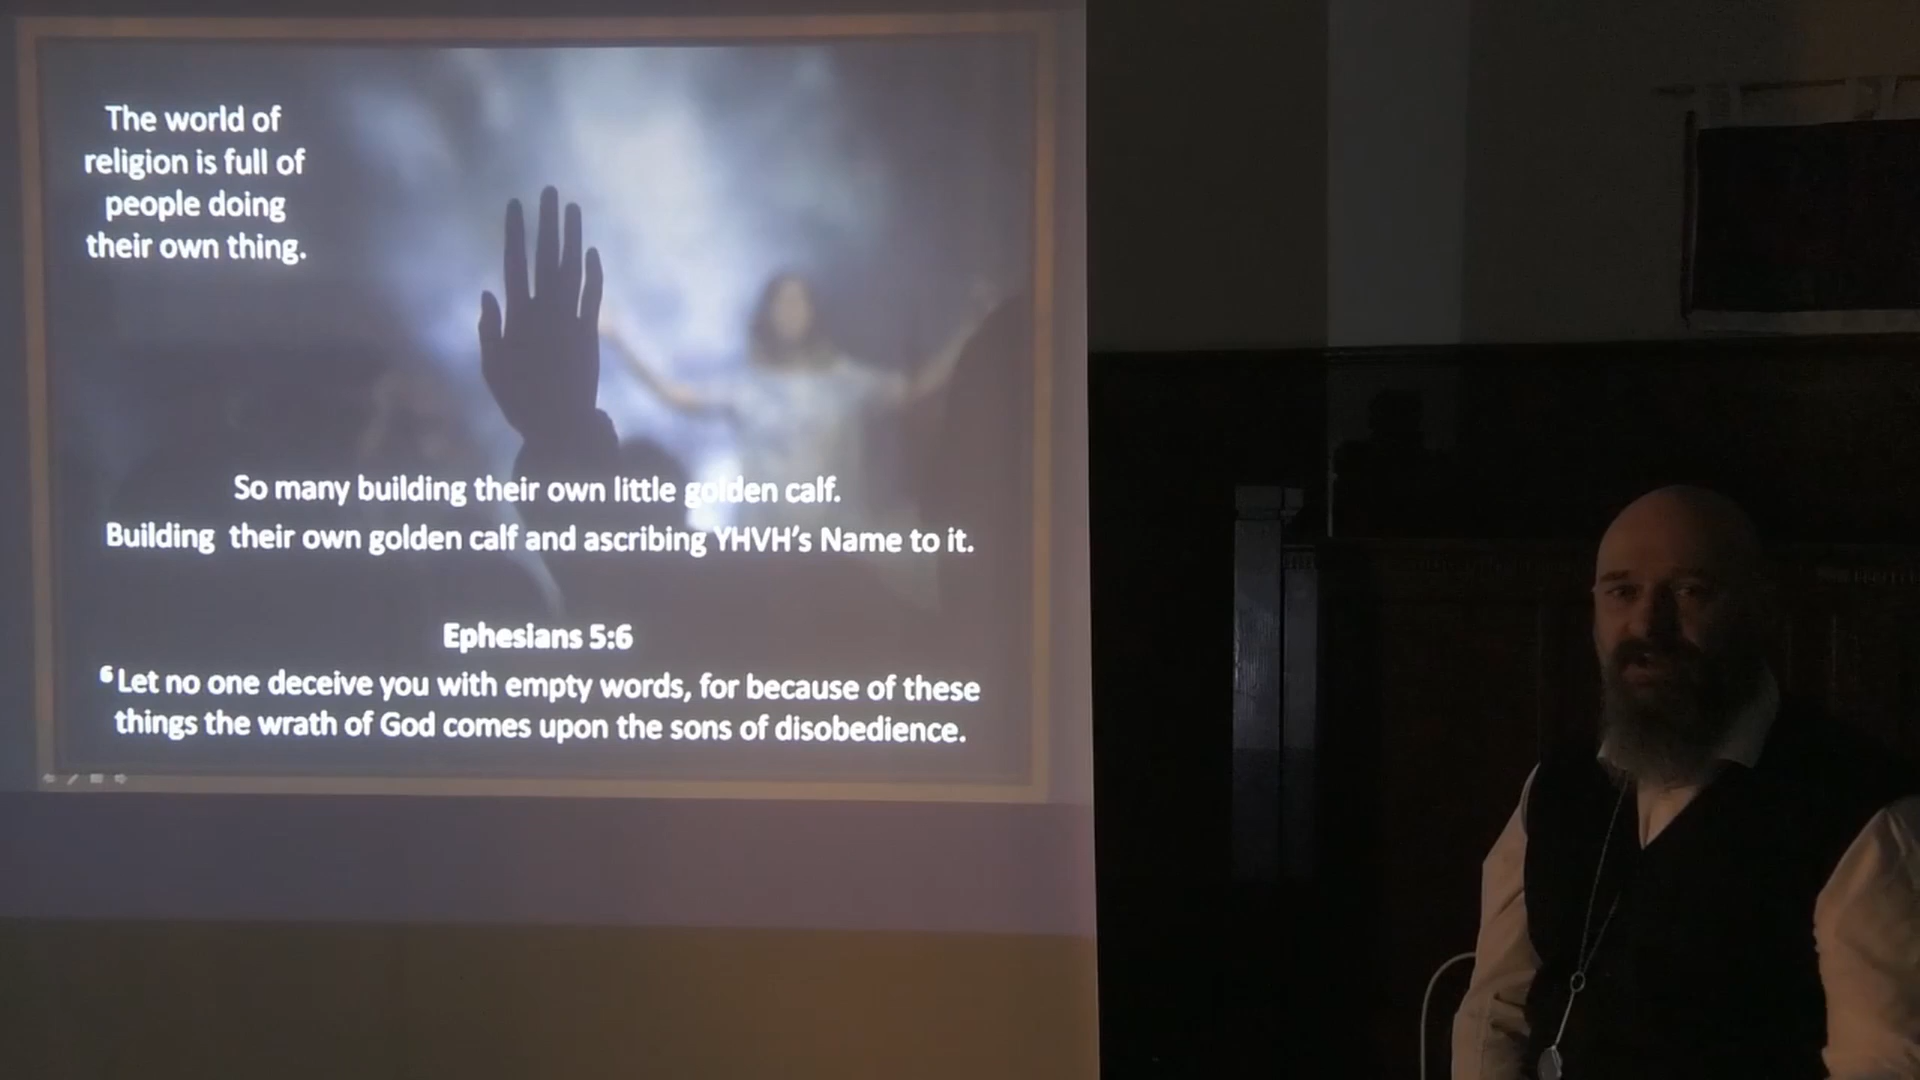 The world of
religion is full of
people doing
their own thing.
So many building their own little golden calf.
Building their own golden calf and ascribing YHVH's Name to it.
Ephesians 5:6
⁶ Let no one deceive you with empty words, for because of these
things the wrath of God comes upon the sons of disobedience.